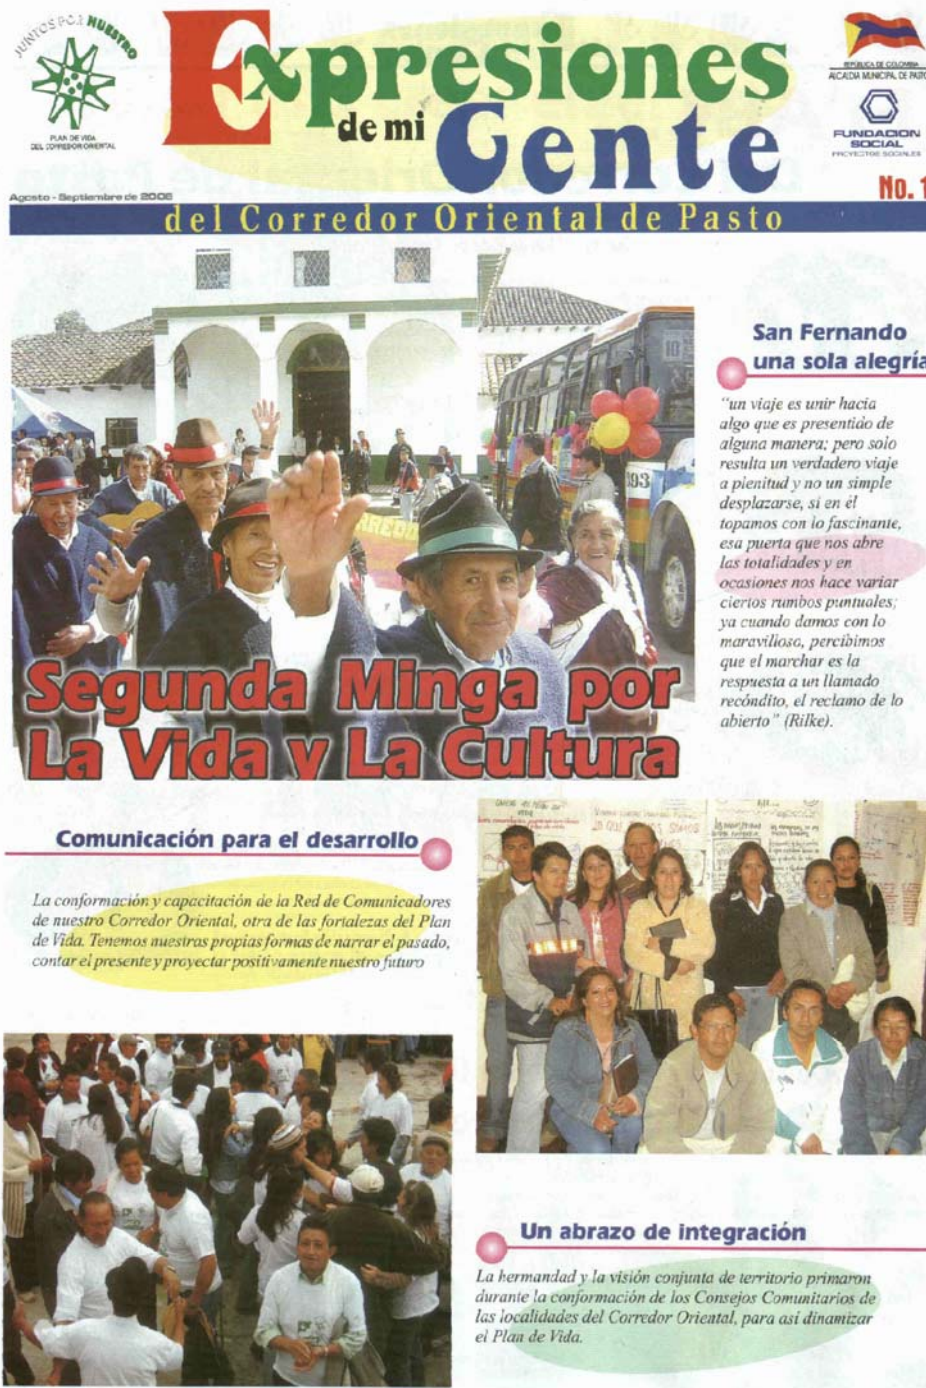 JUNTOS POR NUESTRO
PLAN DE VIDA
DEL CORREDOR ORIENTAL
Expresiones
de mi
Gente
REPÚBLICA DE COLOMBIA
ALCALDIA MUNICIPAL DE PASTO
FUNDACION
SOCIAL
PROYECTOS SOCIALES
Agosto - Septiembre de 2006
No. 1
del Corredor Oriental de Pasto
10
393
Segunda Minga por
La Vida y La Cultura
San Fernando
una sola alegría
"un viaje es unir hacia
algo que es presentido de
alguna manera; pero solo
resulta un verdadero viaje
a plenitud y no un simple
desplazarse, si en él
topamos con lo fascinante,
esa puerta que nos abre
las totalidades y en
ocasiones nos hace variar
ciertos rumbos puntuales;
ya cuando damos con lo
maravilloso, percibimos
que el marchar es la
respuesta a un llamado
recóndito, el reclamo de lo
abierto" (Rilke).
Comunicación para el desarrollo
La conformación y capacitación de la Red de Comunicadores
de nuestro Corredor Oriental, otra de las fortalezas del Plan
de Vida. Tenemos nuestras propias formas de narrar el pasado,
contar el presente y proyectar positivamente nuestro futuro
Un abrazo de integración
La hermandad y la visión conjunta de territorio primaron
durante la conformación de los Consejos Comunitarios de
las localidades del Corredor Oriental, para así dinamizar
el Plan de Vida.